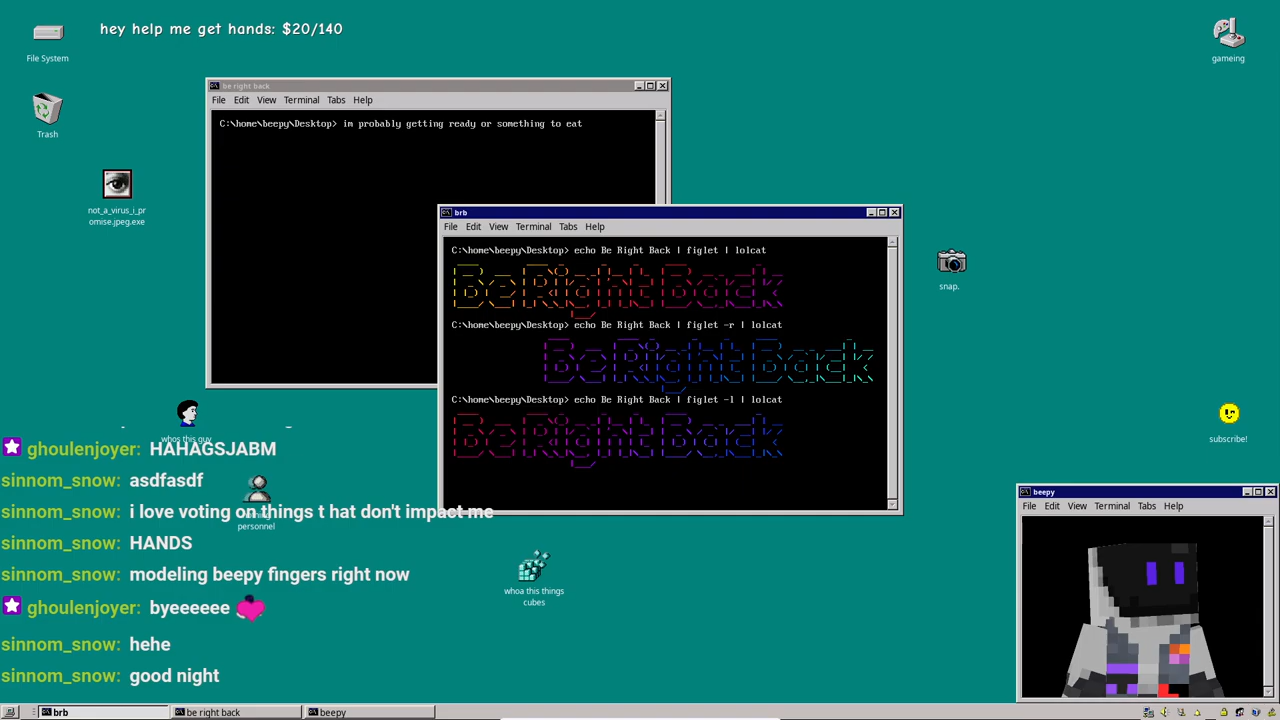 hey help me get hands: $20/140
File System
Trash
not_a_virus_i_pr
omise.jpeg.exe
gameing
be right back
File Edit View Terminal Tabs Help
C:\home\beepy\Desktop> im probably getting ready or something to eat
brb
File Edit View Terminal Tabs Help
C:\home\beepy\Desktop> echo Be Right Back | figlet | lolcat
Be Right Back
C:\home\beepy\Desktop> echo Be Right Back | figlet -r | lolcat
Be Right Back
C:\home\beepy\Desktop> echo Be Right Back | figlet -l | lolcat
Be Right Back
snap.
whos this guy
subscribe!
personnel
whoa this things
cubes
ghoulenjoyer: HAHAGSJABM
sinnom_snow: asdfasdf
sinnom_snow: i love voting on things t hat don't impact me
sinnom_snow: HANDS
sinnom_snow: modeling beepy fingers right now
ghoulenjoyer: byeeeeee
sinnom_snow: hehe
sinnom_snow: good night
beepy
File Edit View Terminal Tabs Help
brb
be right back
beepy